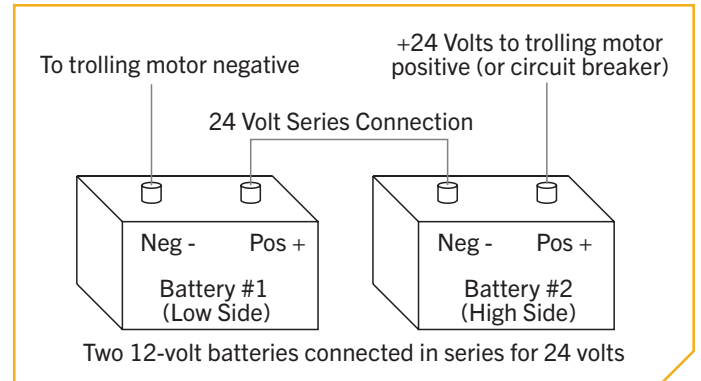 To trolling motor negative
+24 Volts to trolling motor
positive (or circuit breaker)
24 Volt Series Connection
Neg -
Pos +
Battery #1
(Low Side)
Neg -
Pos +
Battery #2
(High Side)
Two 12-volt batteries connected in series for 24 volts